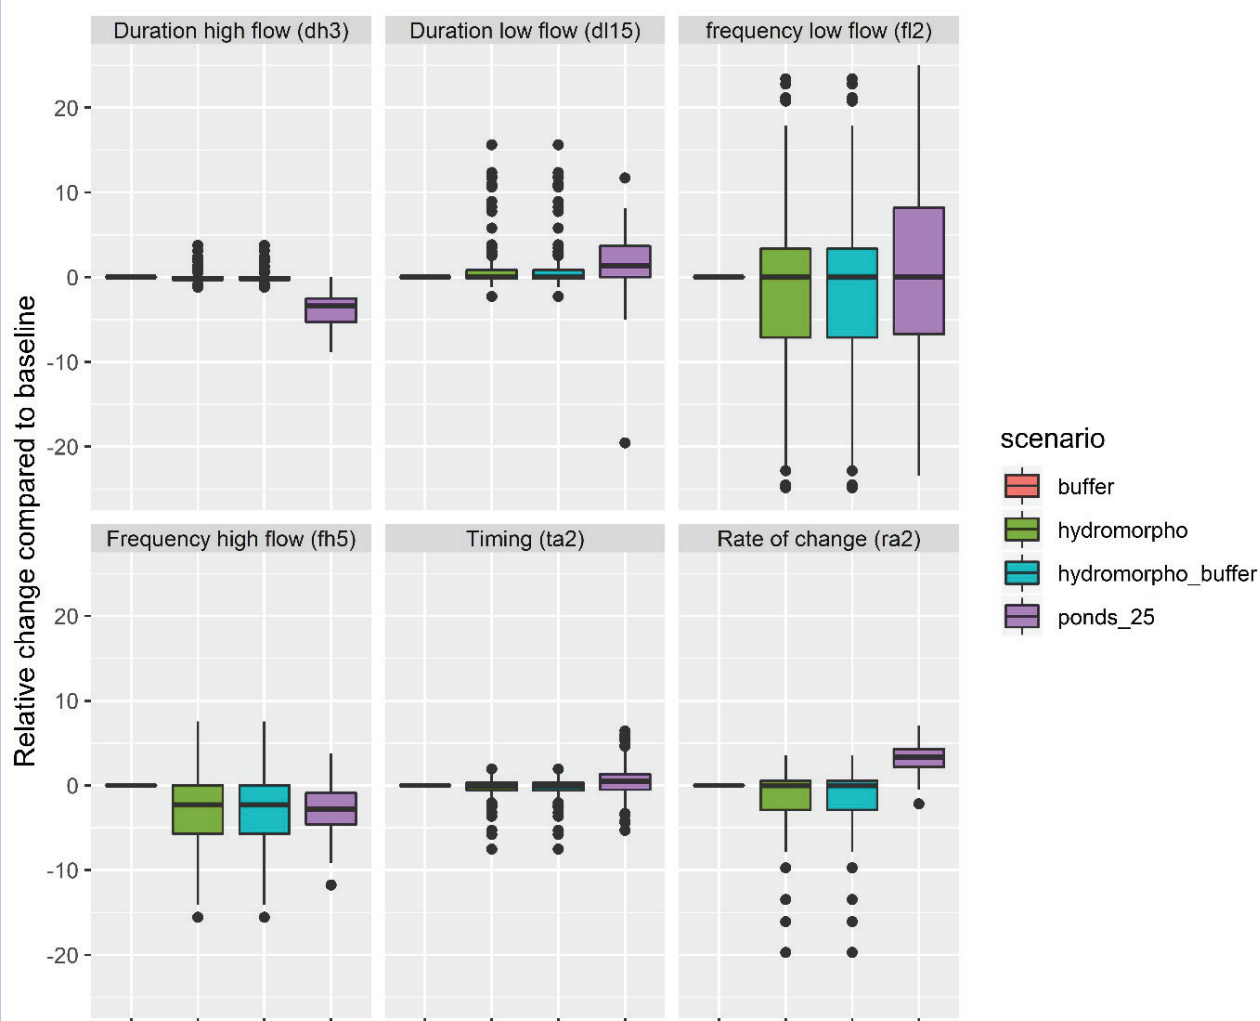 Duration high flow (dh3)
Duration low flow (dl15)
frequency low flow (fl2)
20
10
0
-10
-20
Relative change compared to baseline
Frequency high flow (fh5)
Timing (ta2)
Rate of change (ra2)
20
10
0
-10
-20
scenario
buffer
hydromorpho
hydromorpho_buffer
ponds_25